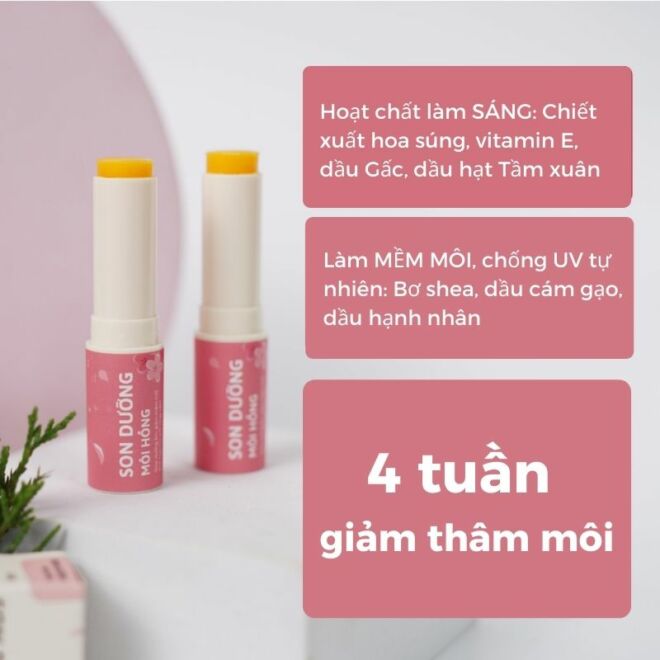 Hoạt chất làm SÁNG: Chiết
xuất hoa súng, vitamin E,
dầu Gấc, dầu hạt Tầm xuân
Làm MỀM MÔI, chống UV tự
nhiên: Bơ shea, dầu cám gạo,
dầu hạnh nhân
4 tuần
giảm thâm môi
SON DƯỠNG
MÔI HỒNG
SON DƯỠNG
MÔI HỒNG